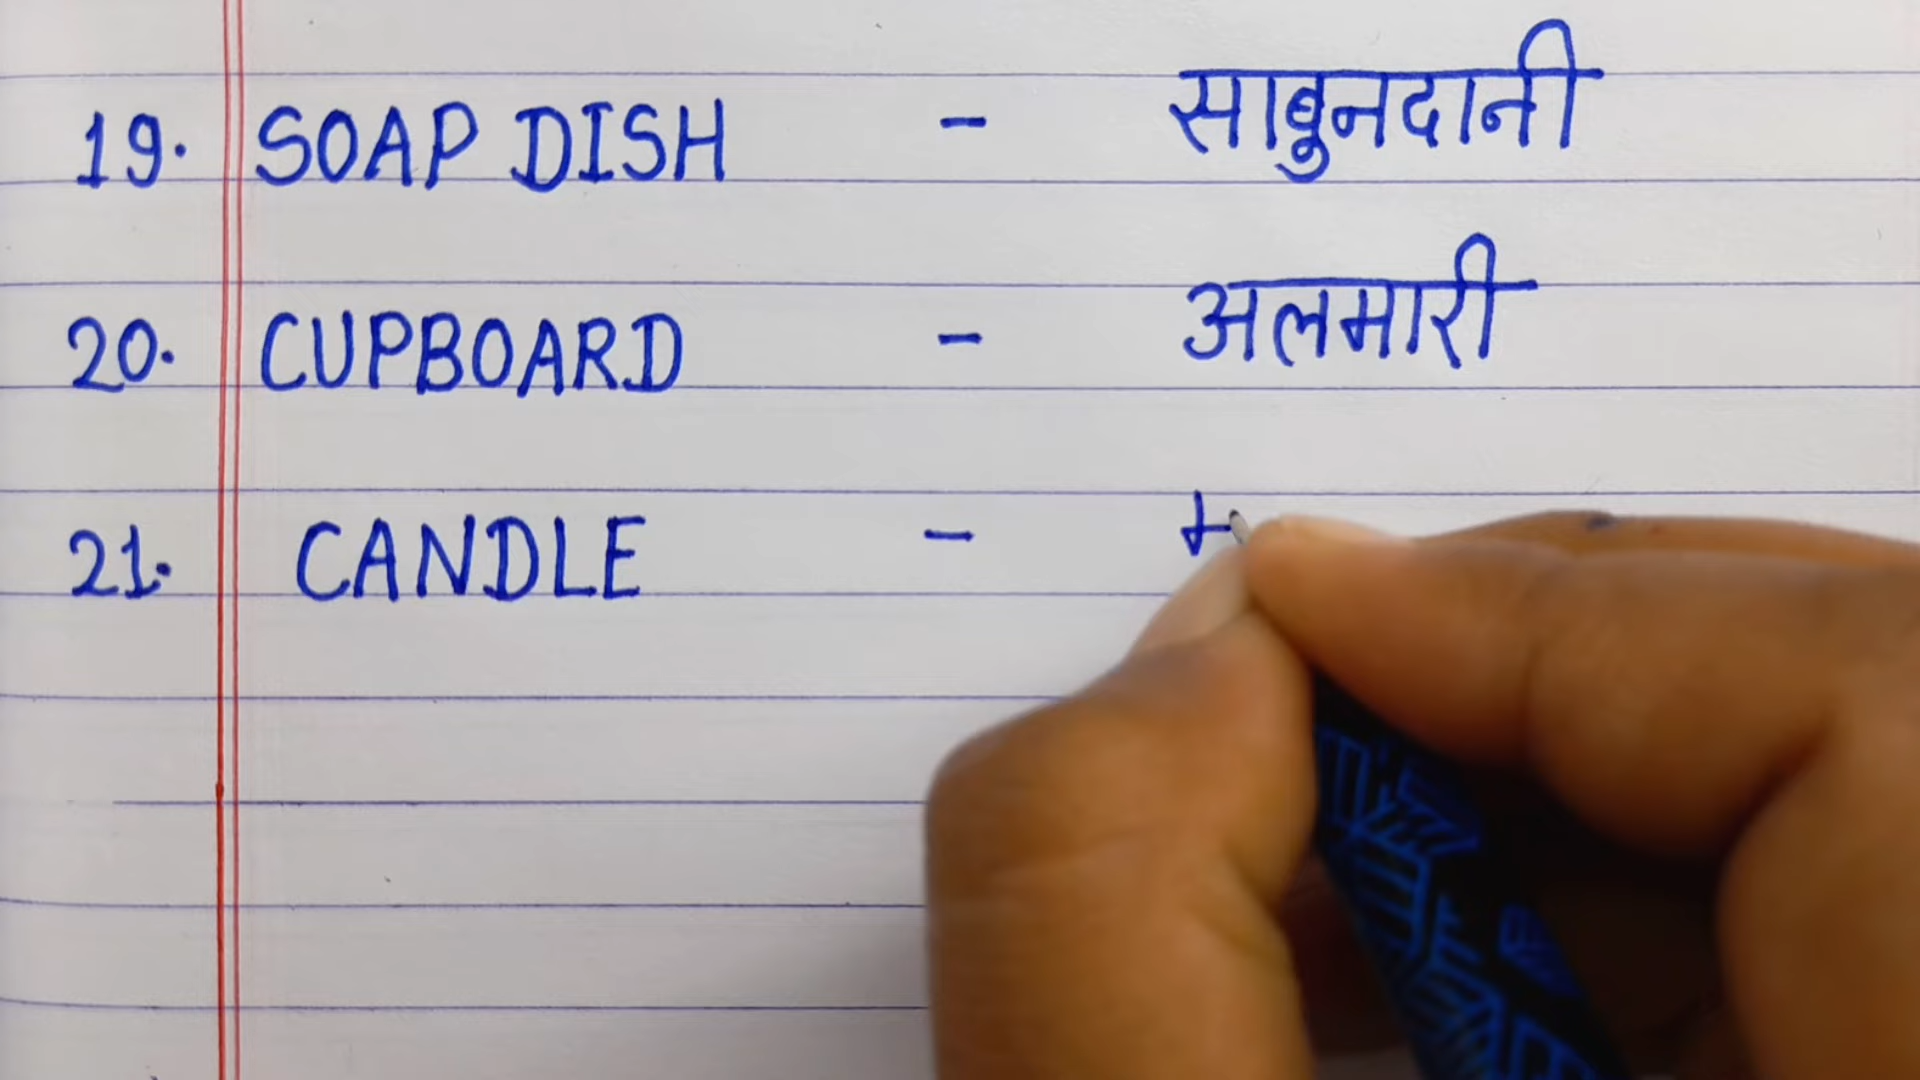 19. SOAP DISH - साबुनदानी
20. CUPBOARD - अलमारी
21. CANDLE -